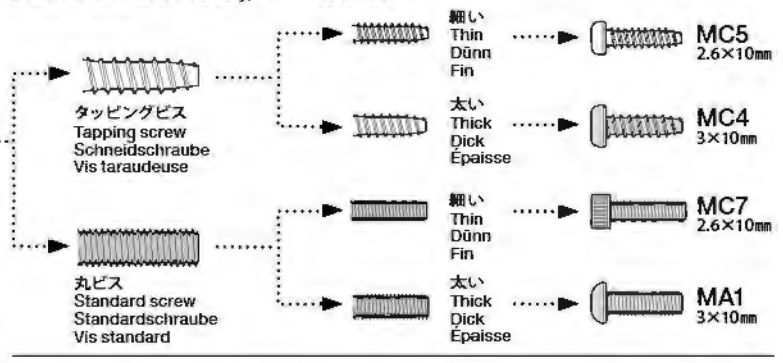 細い
Thin
Dünn
Fin
MC5
2.6×10mm
タッピングビス
Tapping screw
Schneidschraube
Vis taraudeuse
太い
Thick
Dick
Épaisse
MC4
3×10mm
細い
Thin
Dünn
Fin
MC7
2.6×10mm
丸ビス
Standard screw
Standardschraube
Vis standard
太い
Thick
Dick
Épaisse
MA1
3×10mm